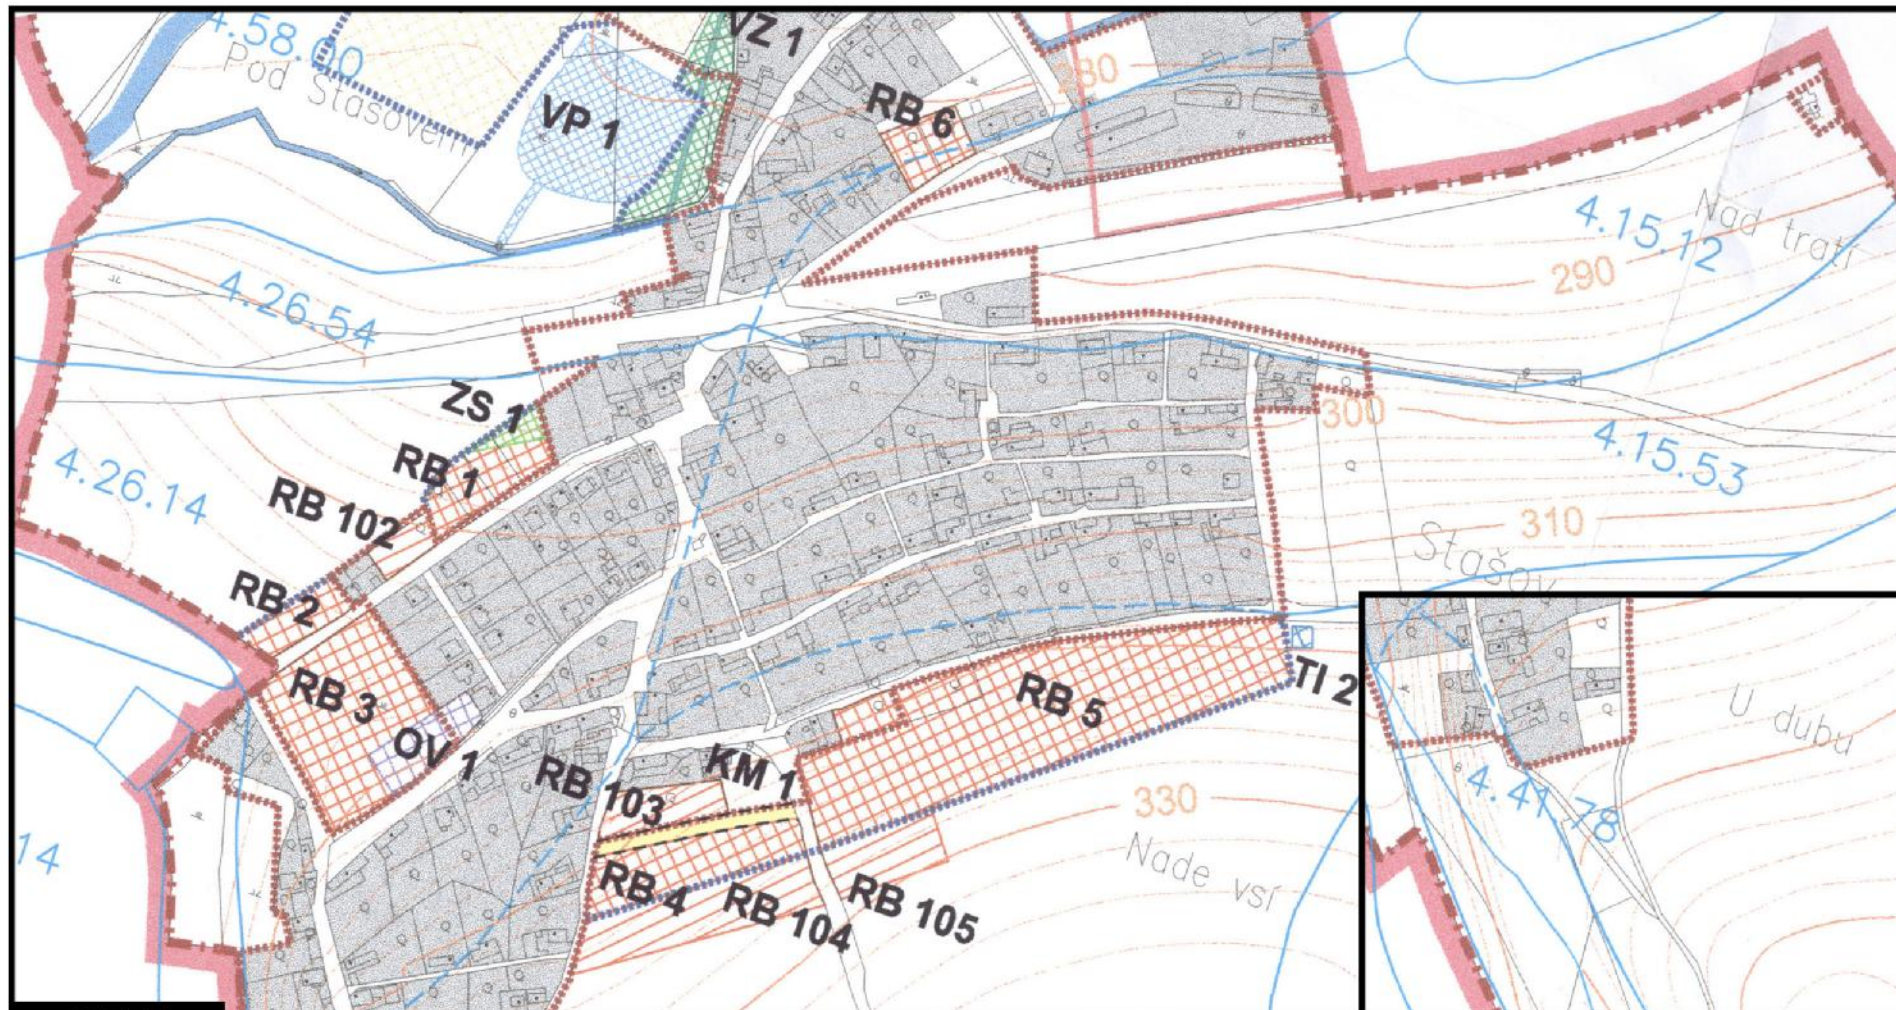 4.58.00
Pod Stašovem
VZ 1
VP 1
RB 6
280
4.15.12
Nad tratí
290
4.26.54
ZS 1
RB 1
300
4.15.53
4.26.14
RB 102
310
Stašov
RB 2
RB 3
OV 1
RB 5
TI 2
U dubu
KM 1
RB 103
330
4.41.78
14
Nade vsí
RB 4
RB 104
RB 105